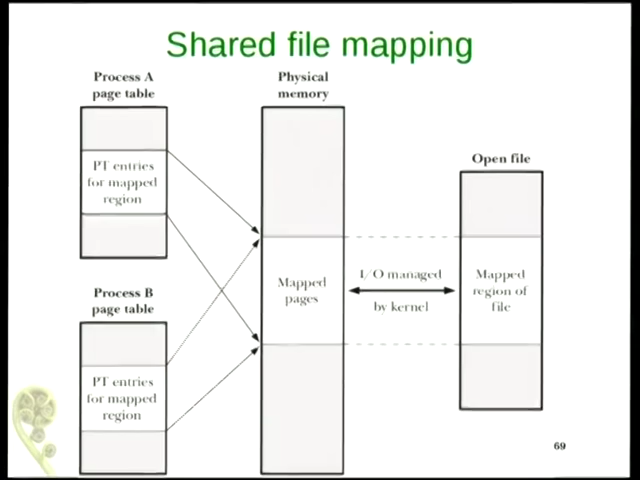 Shared file mapping
Process A
page table
Physical
memory
Open file
PT entries
for mapped
region
Mapped
pages
I/O managed
by kernel
Mapped
region of
file
Process B
page table
PT entries
for mapped
region
69